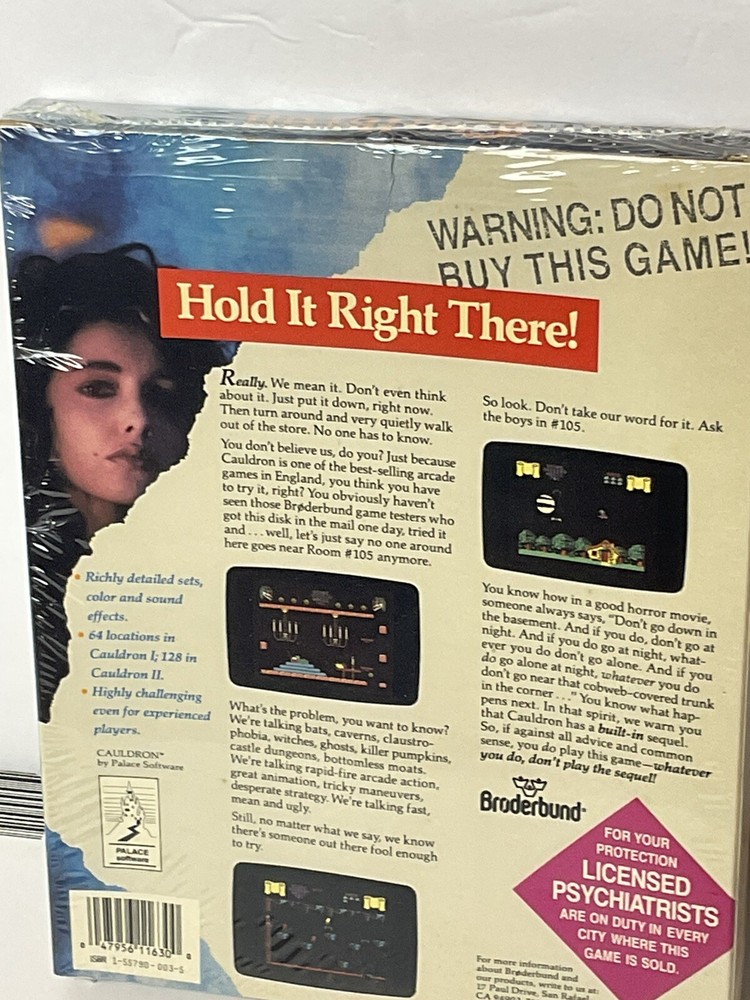 WARNING: DO NOT
BUY THIS GAME!
Hold It Right There!
Really. We mean it. Don't even think
about it. Just put it down, right now.
Then turn around and very quietly walk
out of the store. No one has to know.
You don't believe us, do you? Just because
Cauldron is one of the best-selling arcade
games in England, you think you have
to try it, right? You obviously haven't
seen those Brøderbund game testers who
got this disk in the mail one day, tried it
and ... well, let's just say no one around
here goes near Room #105 anymore.
• Richly detailed sets,
color and sound
effects.
• 64 locations in
Cauldron I; 128 in
Cauldron II.
• Highly challenging
even for experienced
players.
CAULDRON™
by Palace Software
PALACE
software
0 47956 11630 0
ISBN 1-55790-003-5
What's the problem, you want to know?
We're talking bats, caverns, claustro-
phobia, witches, ghosts, killer pumpkins,
castle dungeons, bottomless moats.
We're talking rapid-fire arcade action,
great animation, tricky maneuvers,
desperate strategy. We're talking fast,
mean and ugly.
Still, no matter what we say, we know
there's someone out there fool enough
to try.
So look. Don't take our word for it. Ask
the boys in #105.
You know how in a good horror movie,
someone always says, "Don't go down in
the basement. And if you do, don't go at
night. And if you do go at night, what-
ever you do don't go alone. And if you
do go alone at night, whatever you do
don't go near that cobweb-covered trunk
in the corner ..." You know what hap-
pens next. In that spirit, we warn you
that Cauldron has a built-in sequel.
So, if against all advice and common
sense, you do play this game—whatever
you do, don't play the sequel!
Brøderbund
FOR YOUR
PROTECTION
LICENSED
PSYCHIATRISTS
ARE ON DUTY IN EVERY
CITY WHERE THIS
GAME IS SOLD.
For more information
about Brøderbund and
our products, write to us at:
17 Paul Drive, San Rafael